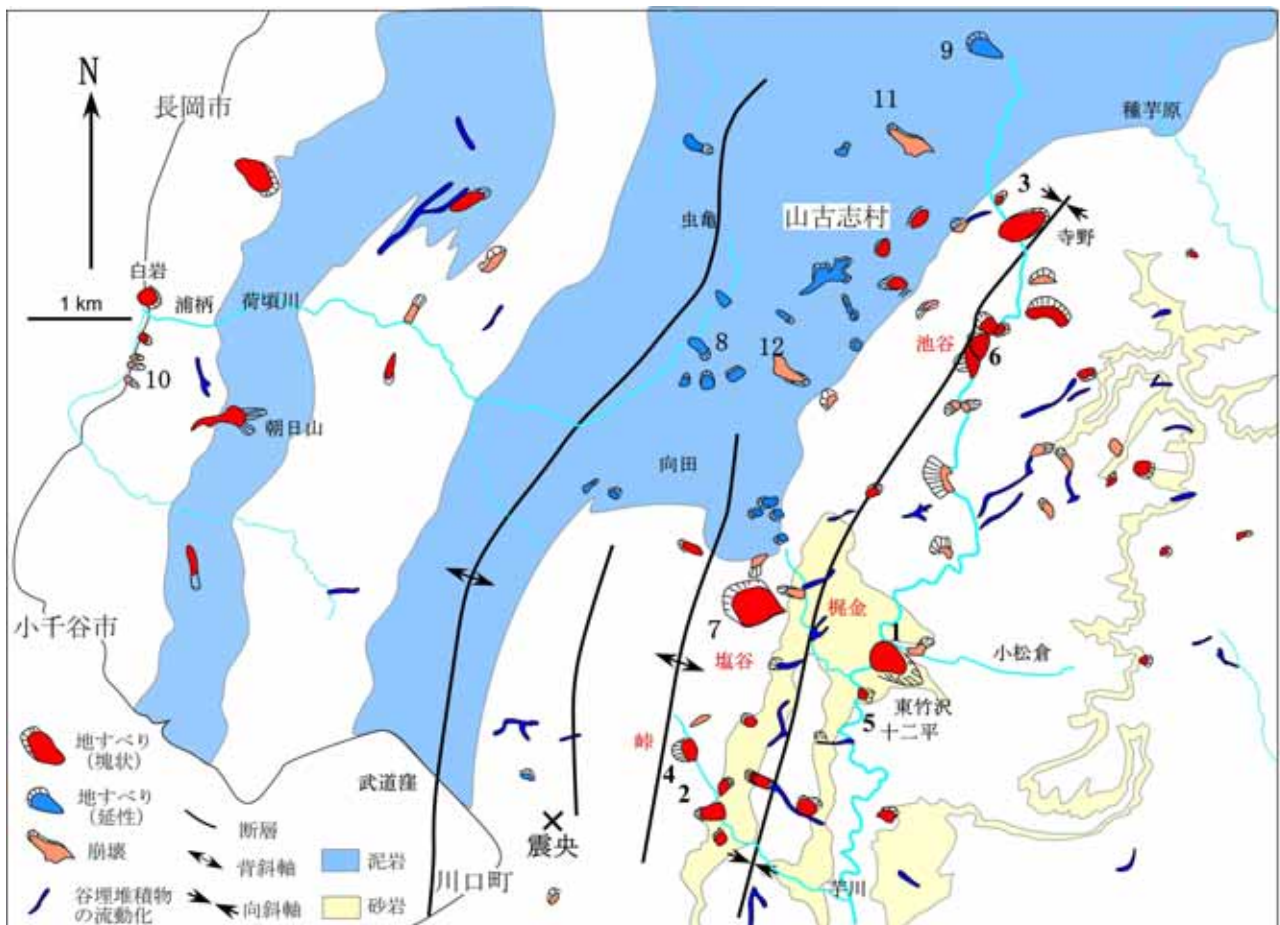 9
N
長岡市
11
種芋原
3
山古志村
虫亀
寺野
白岩
1 km
浦柄
荷頃川
池谷
8
6
12
10
朝日山
向田
小千谷市
梶金
7
1
小松倉
塩谷
東竹沢
5
十二平
峠
4
2
武道窪
震央
川口町
芋川
地すべり
(塊状)
地すべり
(延性)
崩壊
谷埋堆積物
の流動化
断層
背斜軸
向斜軸
泥岩
砂岩